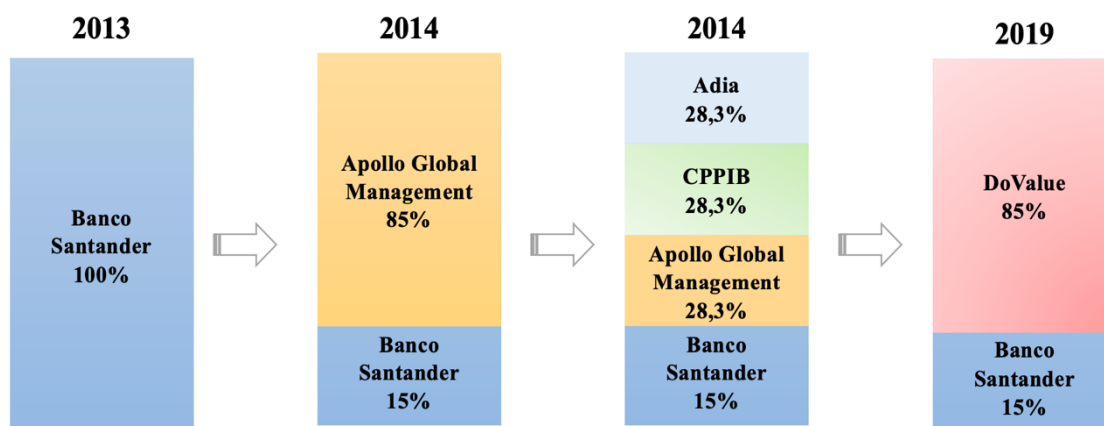 2013
Banco
Santander
100%
2014
Apollo Global
Management
85%
Banco
Santander
15%
2014
Adia
28,3%
CPPIB
28,3%
Apollo Global
Management
28,3%
Banco
Santander
15%
2019
DoValue
85%
Banco
Santander
15%